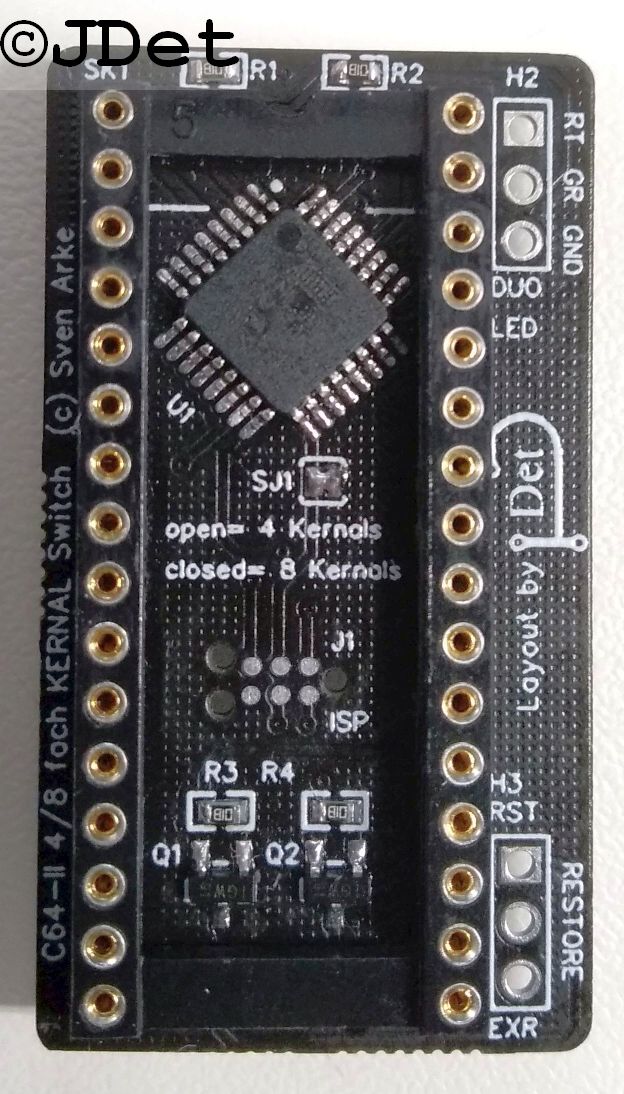 ©JDet
SKT
R1
R2
H2
RT GR GND
5
DUO
LED
U1
C64-II 4/8 fach KERNAL Switch (c) Sven Arke
SJ1
open= 4 Kernals
closed= 8 Kernals
Layout by JDet
J1
ISP
R3 R4
H3
RST
Q1
Q2
RESTORE
EXR